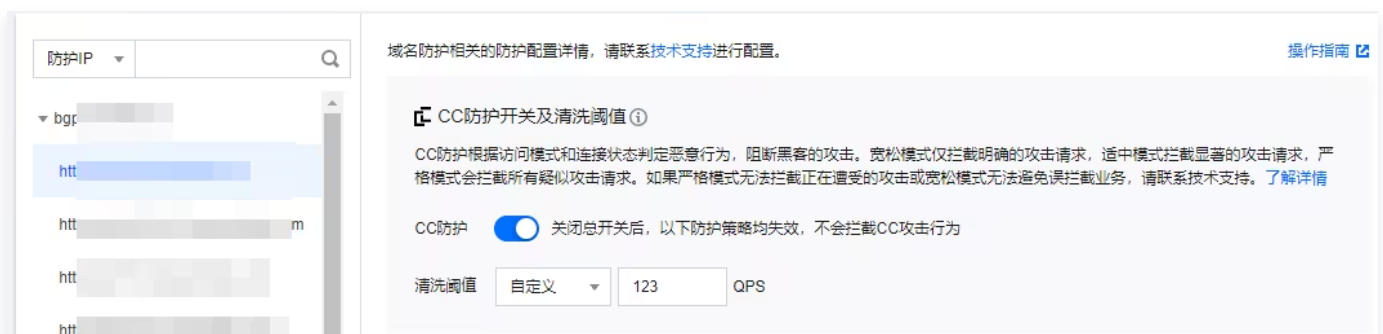 防护IP
bgp
htt
htt m
htt
htt
域名防护相关的防护配置详情，请联系技术支持进行配置。
操作指南
CC防护开关及清洗阈值
CC防护根据访问模式和连接状态判定恶意行为，阻断黑客的攻击。宽松模式仅拦截明确的攻击请求，适中模式拦截显著的攻击请求，严
格模式会拦截所有疑似攻击请求。如果严格模式无法拦截正在遭受的攻击或宽松模式无法避免误拦截业务，请联系技术支持。了解详情
CC防护 关闭总开关后，以下防护策略均失效，不会拦截CC攻击行为
清洗阈值 自定义 123 QPS